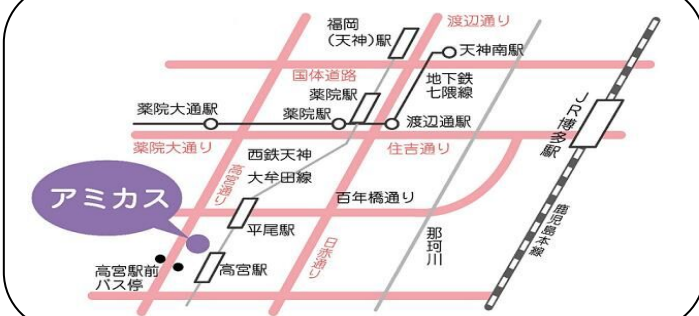 福岡
（天神）駅
渡辺通り
天神南駅
国体道路
地下鉄
七隈線
薬院駅
薬院大通駅
薬院駅
渡辺通駅
JR博多駅
薬院大通り
西鉄天神
大牟田線
住吉通り
高宮通り
アミカス
百年橋通り
平尾駅
日赤通り
那珂川
鹿児島本線
高宮駅前
バス停
高宮駅